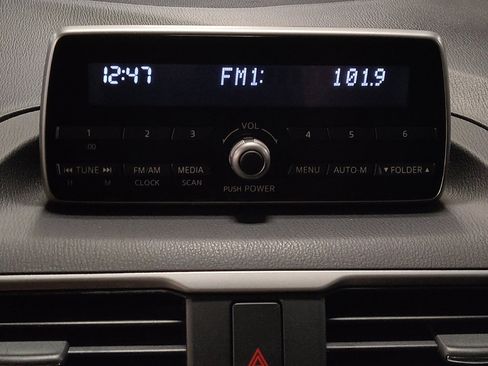 12:47 FM1: 101.9
VOL
1 2 3 4 5 6
:00
TUNE FM/AM MEDIA MENU AUTO-M FOLDER
H M CLOCK SCAN PUSH POWER